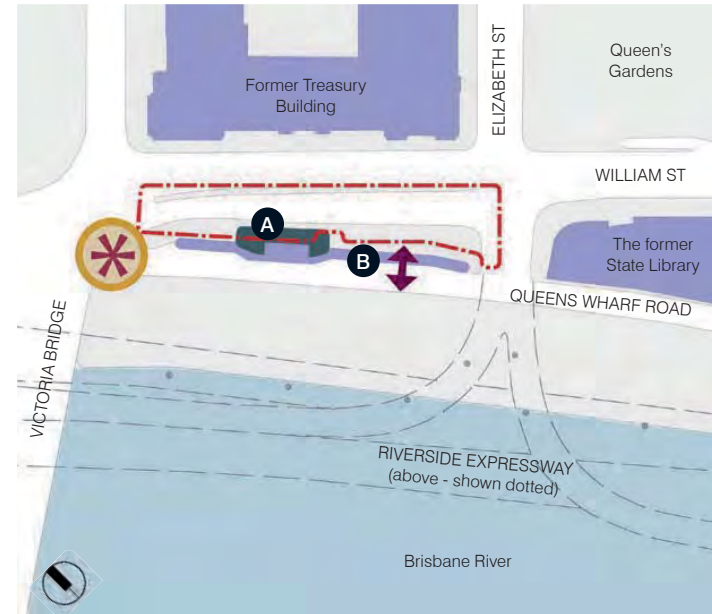 Former Treasury
Building
ELIZABETH ST
Queen's
Gardens
WILLIAM ST
A
B
The former
State Library
QUEENS WHARF ROAD
VICTORIA BRIDGE
RIVERSIDE EXPRESSWAY
(above - shown dotted)
Brisbane River